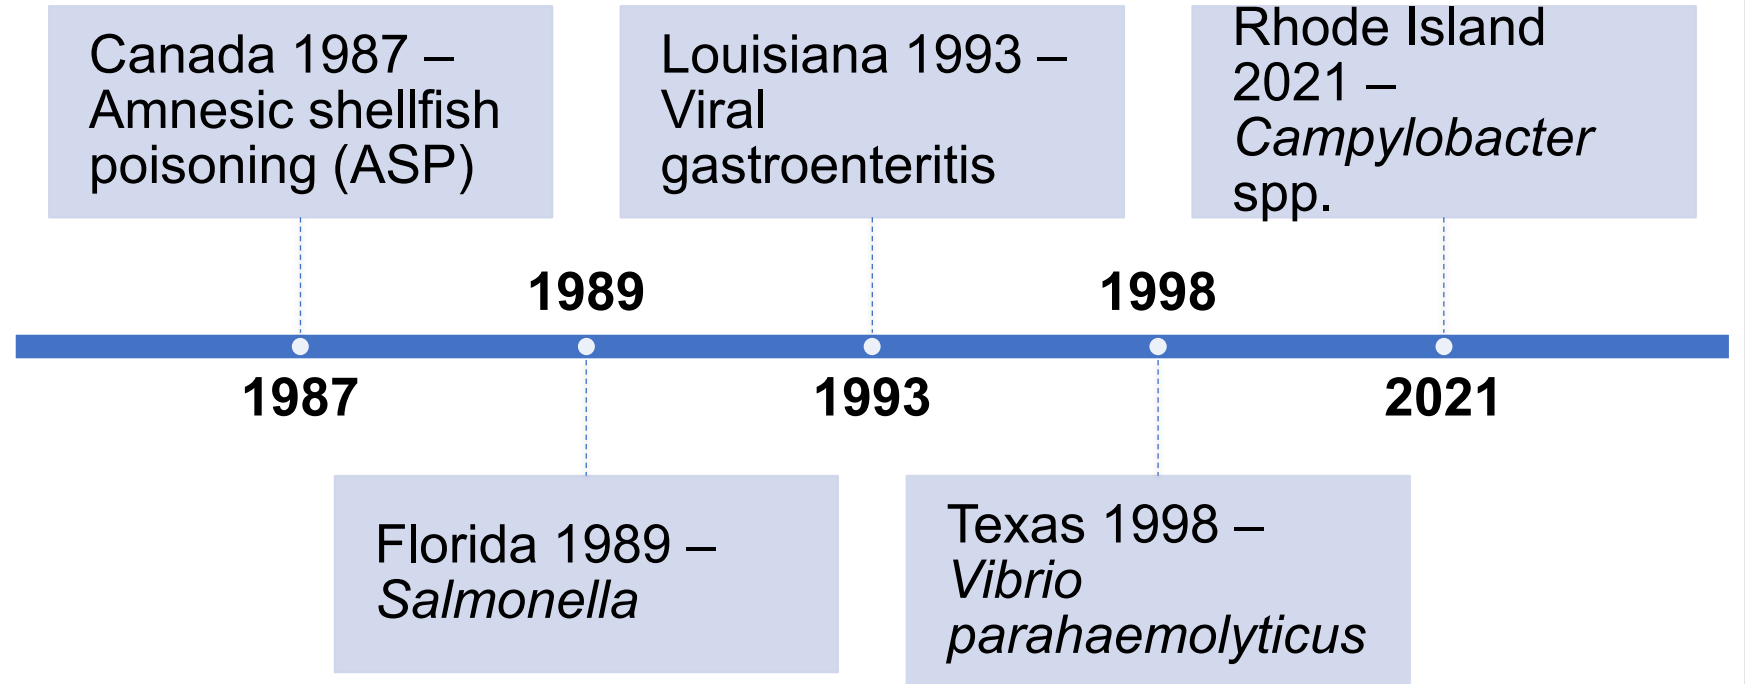 Canada 1987 –
Amnesic shellfish
poisoning (ASP)
Louisiana 1993 –
Viral
gastroenteritis
Rhode Island
2021 –
Campylobacter
spp.
1989
1998
1987
1993
2021
Florida 1989 –
Salmonella
Texas 1998 –
Vibrio
parahaemolyticus